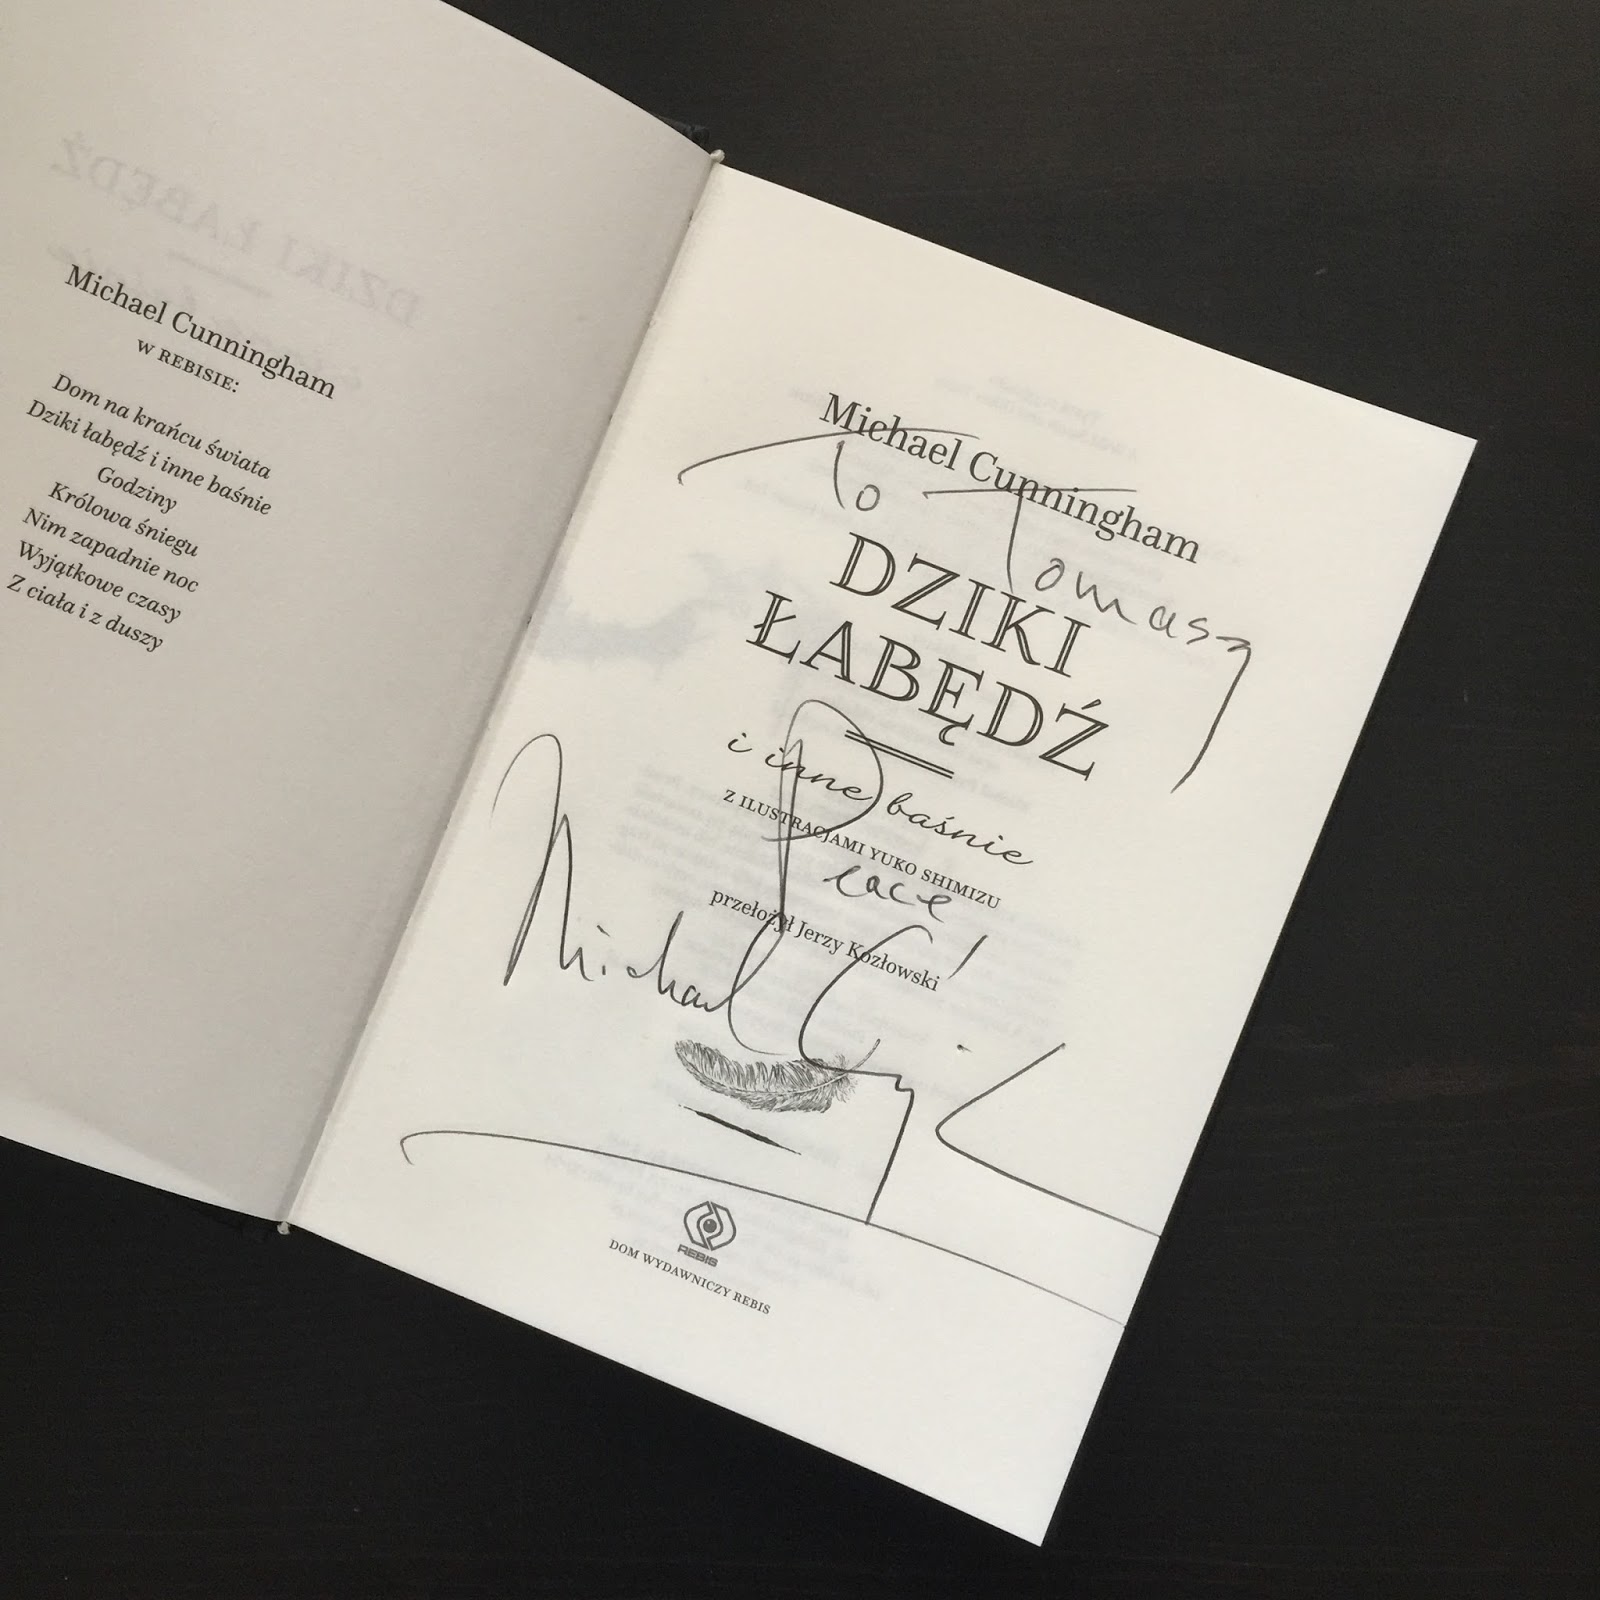 Michael Cunningham
W REBISIE:
Dom na krańcu świata
Dziki łabędź i inne baśnie
Godziny
Królowa śniegu
Nim zapadnie noc
Wyjątkowe czasy
Z ciała i z duszy
Michael Cunningham
To Tomasz
DZIKI
ŁABĘDŹ
i inne baśnie
Z ILUSTRACJAMI YUKO SHIMIZU
Peace
przełożył Jerzy Kozłowski
Michael
REBIS
DOM WYDAWNICZY REBIS